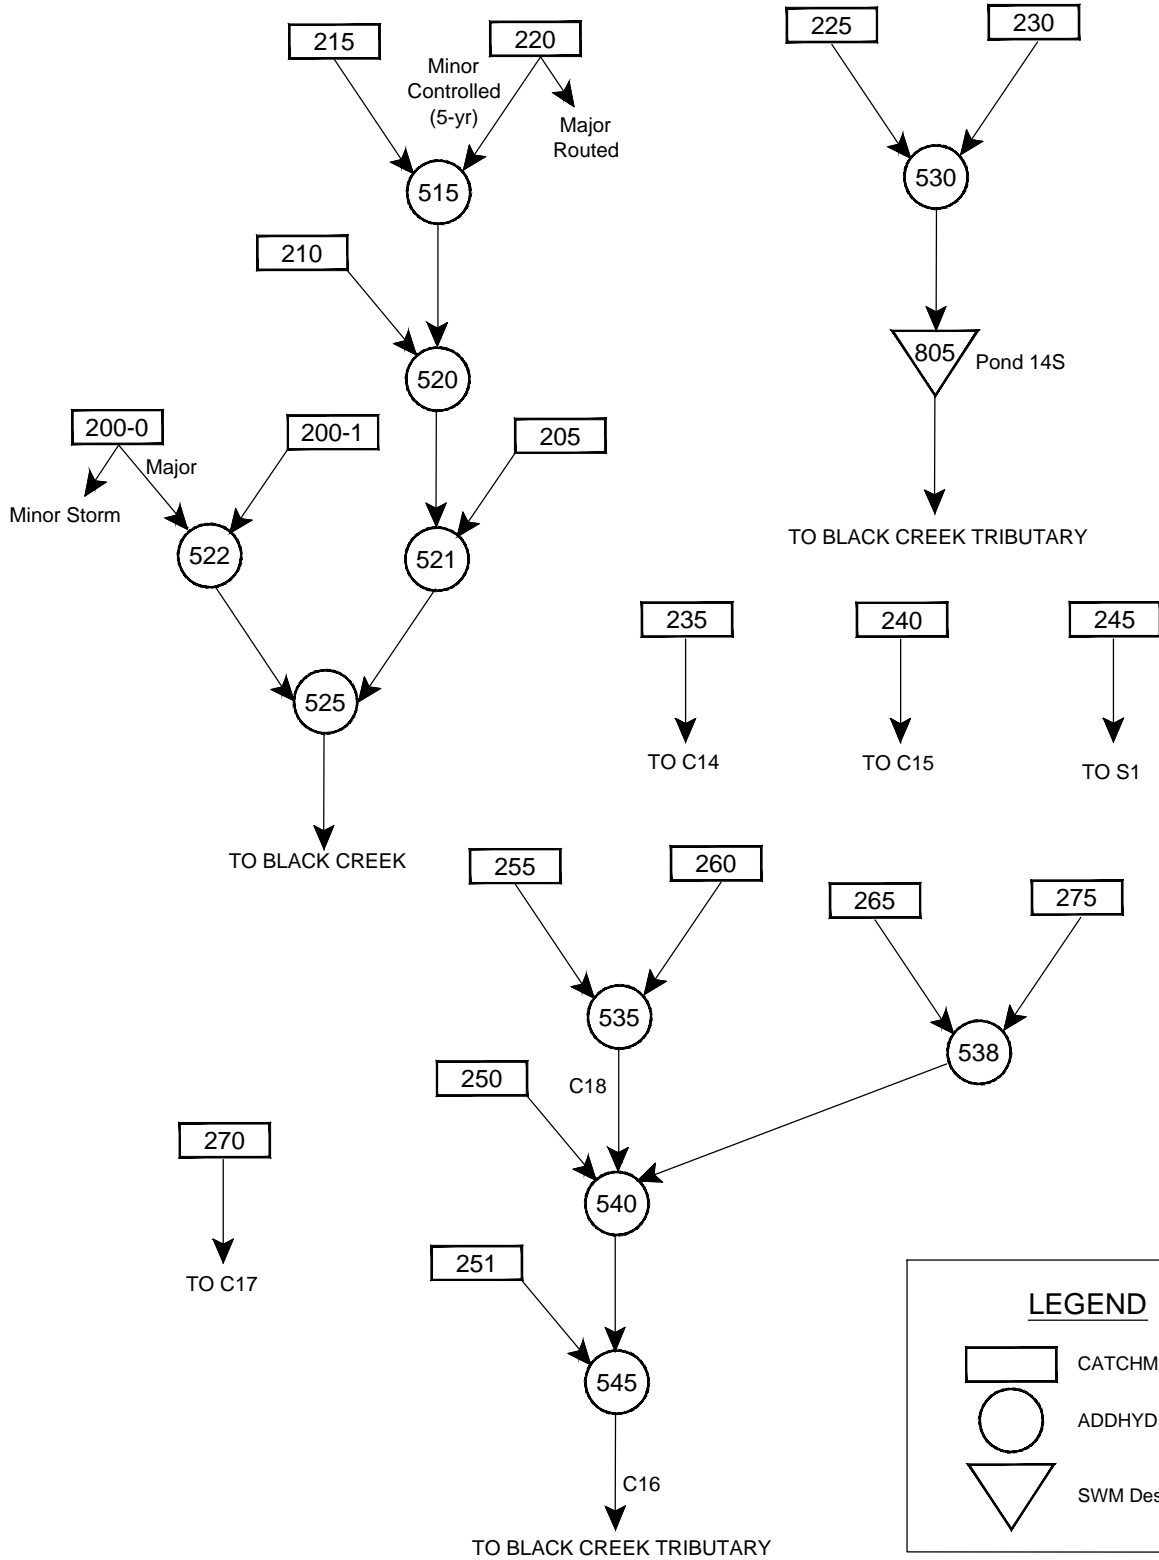 215
220
225
230
Minor
Controlled
(5-yr)
Major
Routed
515
530
210
520
805
Pond 14S
200-0
200-1
205
Major
Minor Storm
522
521
TO BLACK CREEK TRIBUTARY
235
240
245
525
TO C14
TO C15
TO S1
TO BLACK CREEK
255
260
265
275
535
538
250
C18
270
540
251
TO C17
545
C16
TO BLACK CREEK TRIBUTARY
LEGEND
CATCHM
ADDHYD
SWM Des